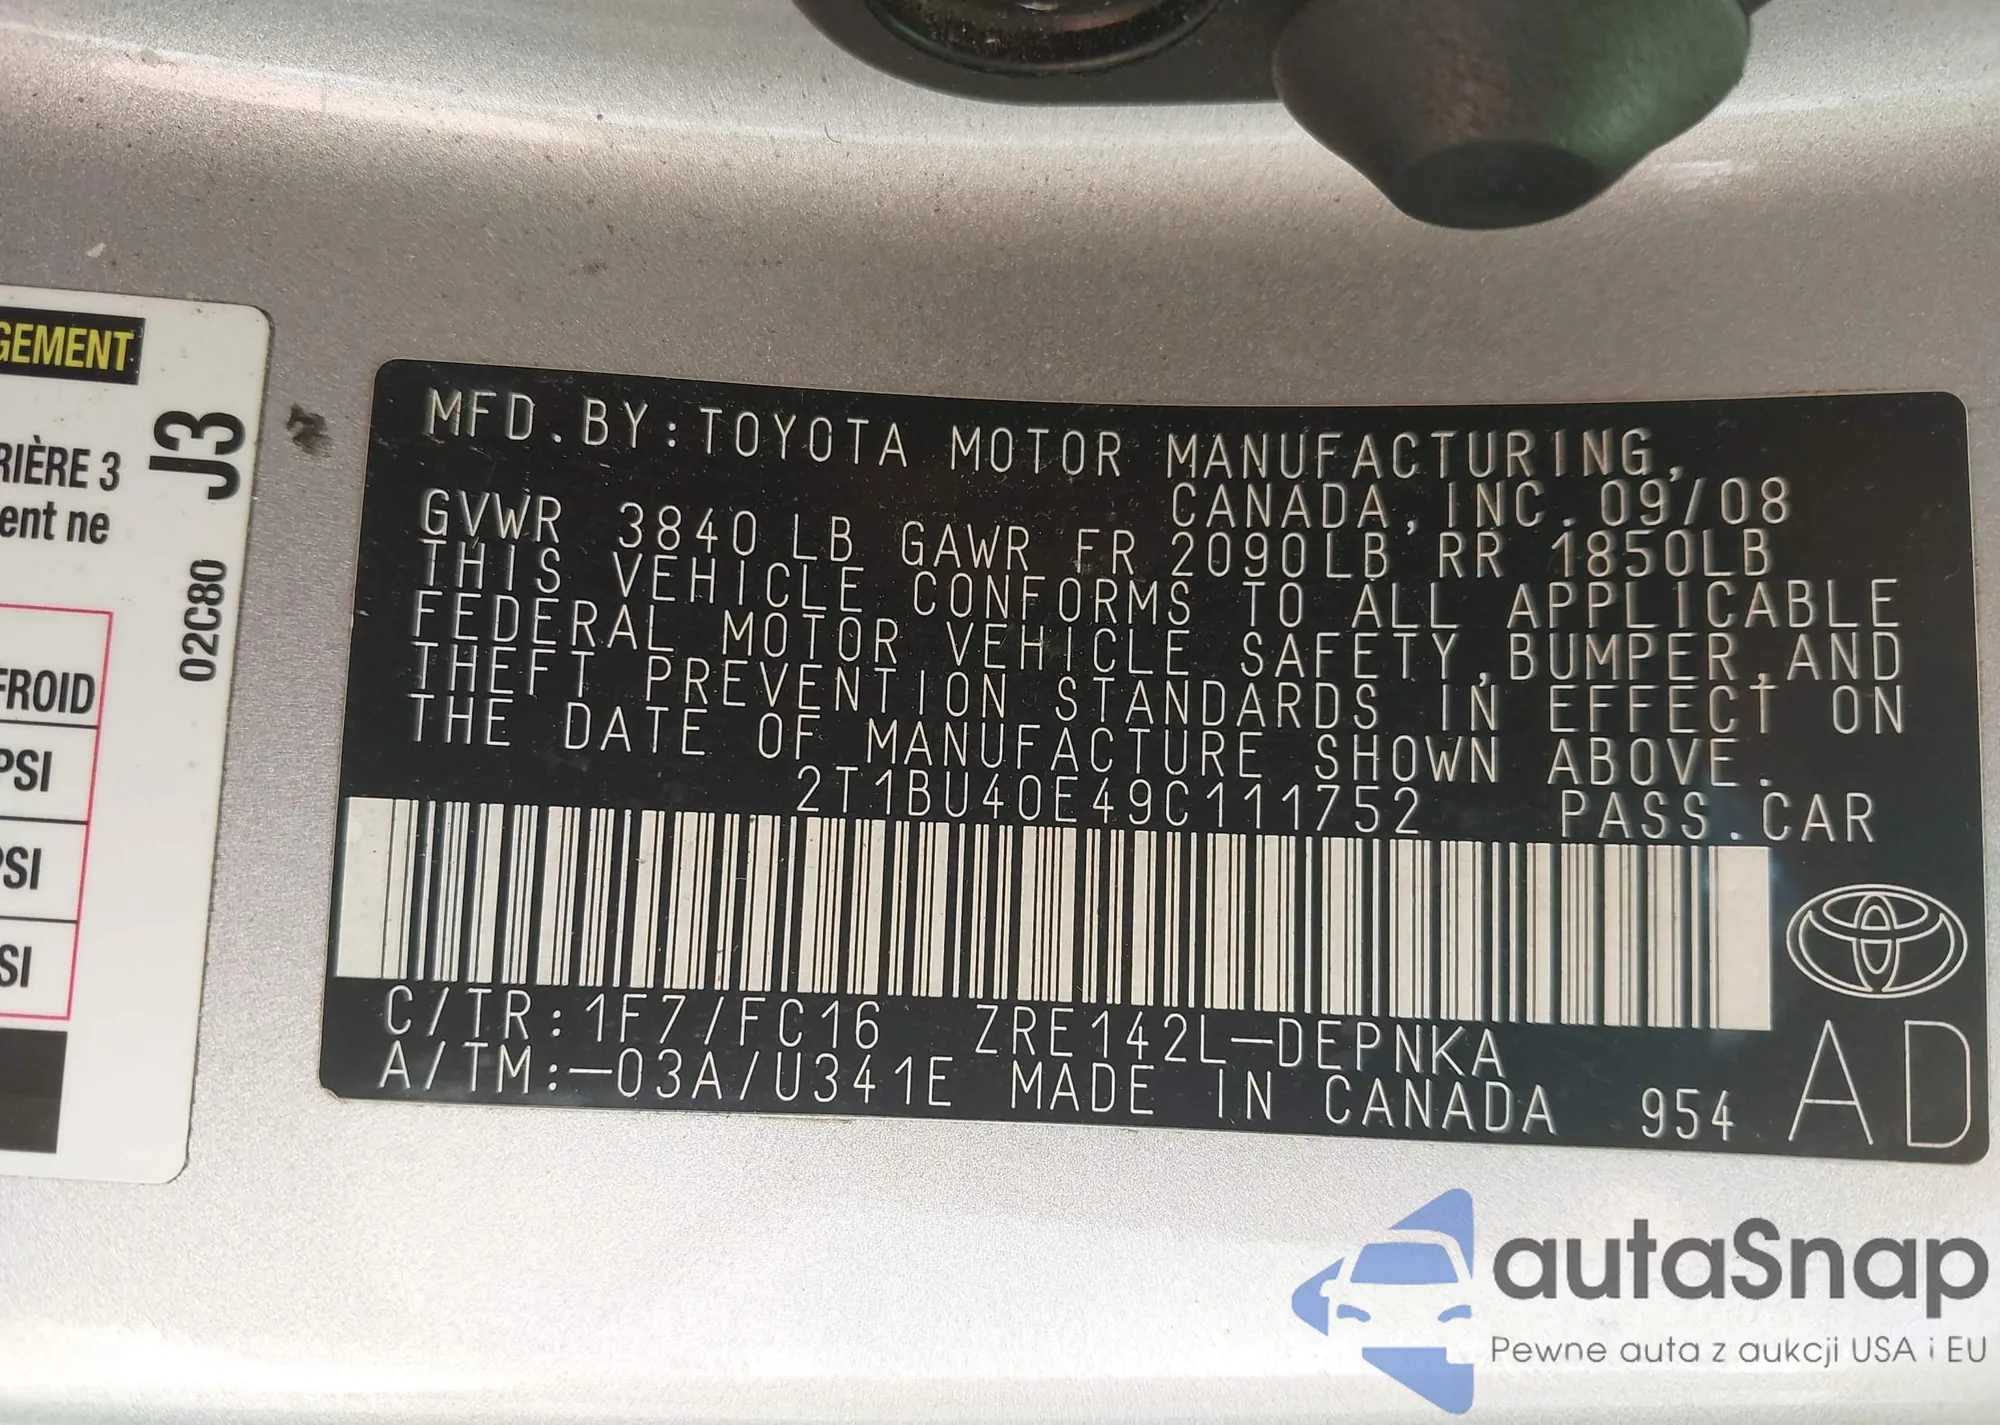 GEMENT
J3
RIÈRE 3
ent ne
02C80
FROID
PSI
PSI
SI
MFD.BY:TOYOTA MOTOR MANUFACTURING,
CANADA,INC. 09/08
GVWR 3840LB GAWR FR 2090LB RR 1850LB
THIS VEHICLE CONFORMS TO ALL APPLICABLE
FEDERAL MOTOR VEHICLE SAFETY,BUMPER,AND
THEFT PREVENTION STANDARDS IN EFFECT ON
THE DATE OF MANUFACTURE SHOWN ABOVE.
2T1BU40E49C111752 PASS.CAR
C/TR:1F7/FC16 ZRE142L-DEPNKA
A/TM:-03A/U341E MADE IN CANADA 954
AD
autaSnap
Pewne auta z aukcji USA i EU